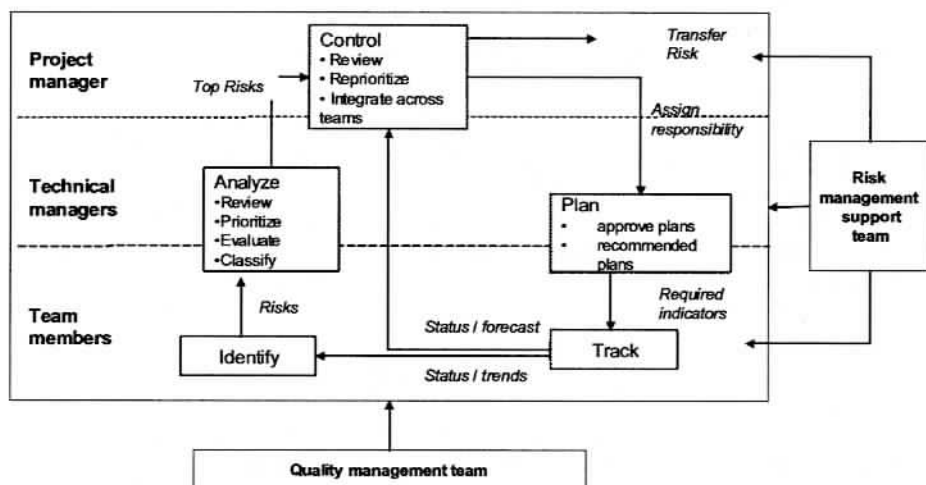 Project
manager
Top Risks
Control
• Review
• Reprioritize
• Integrate across
teams
Transfer
Risk
Assign
responsibility
Technical
managers
Analyze
•Review
•Prioritize
•Evaluate
•Classify
Plan
• approve plans
• recommended
plans
Risk
management
support
team
Team
members
Risks
Identify
Status / forecast
Status / trends
Required
indicators
Track
Quality management team